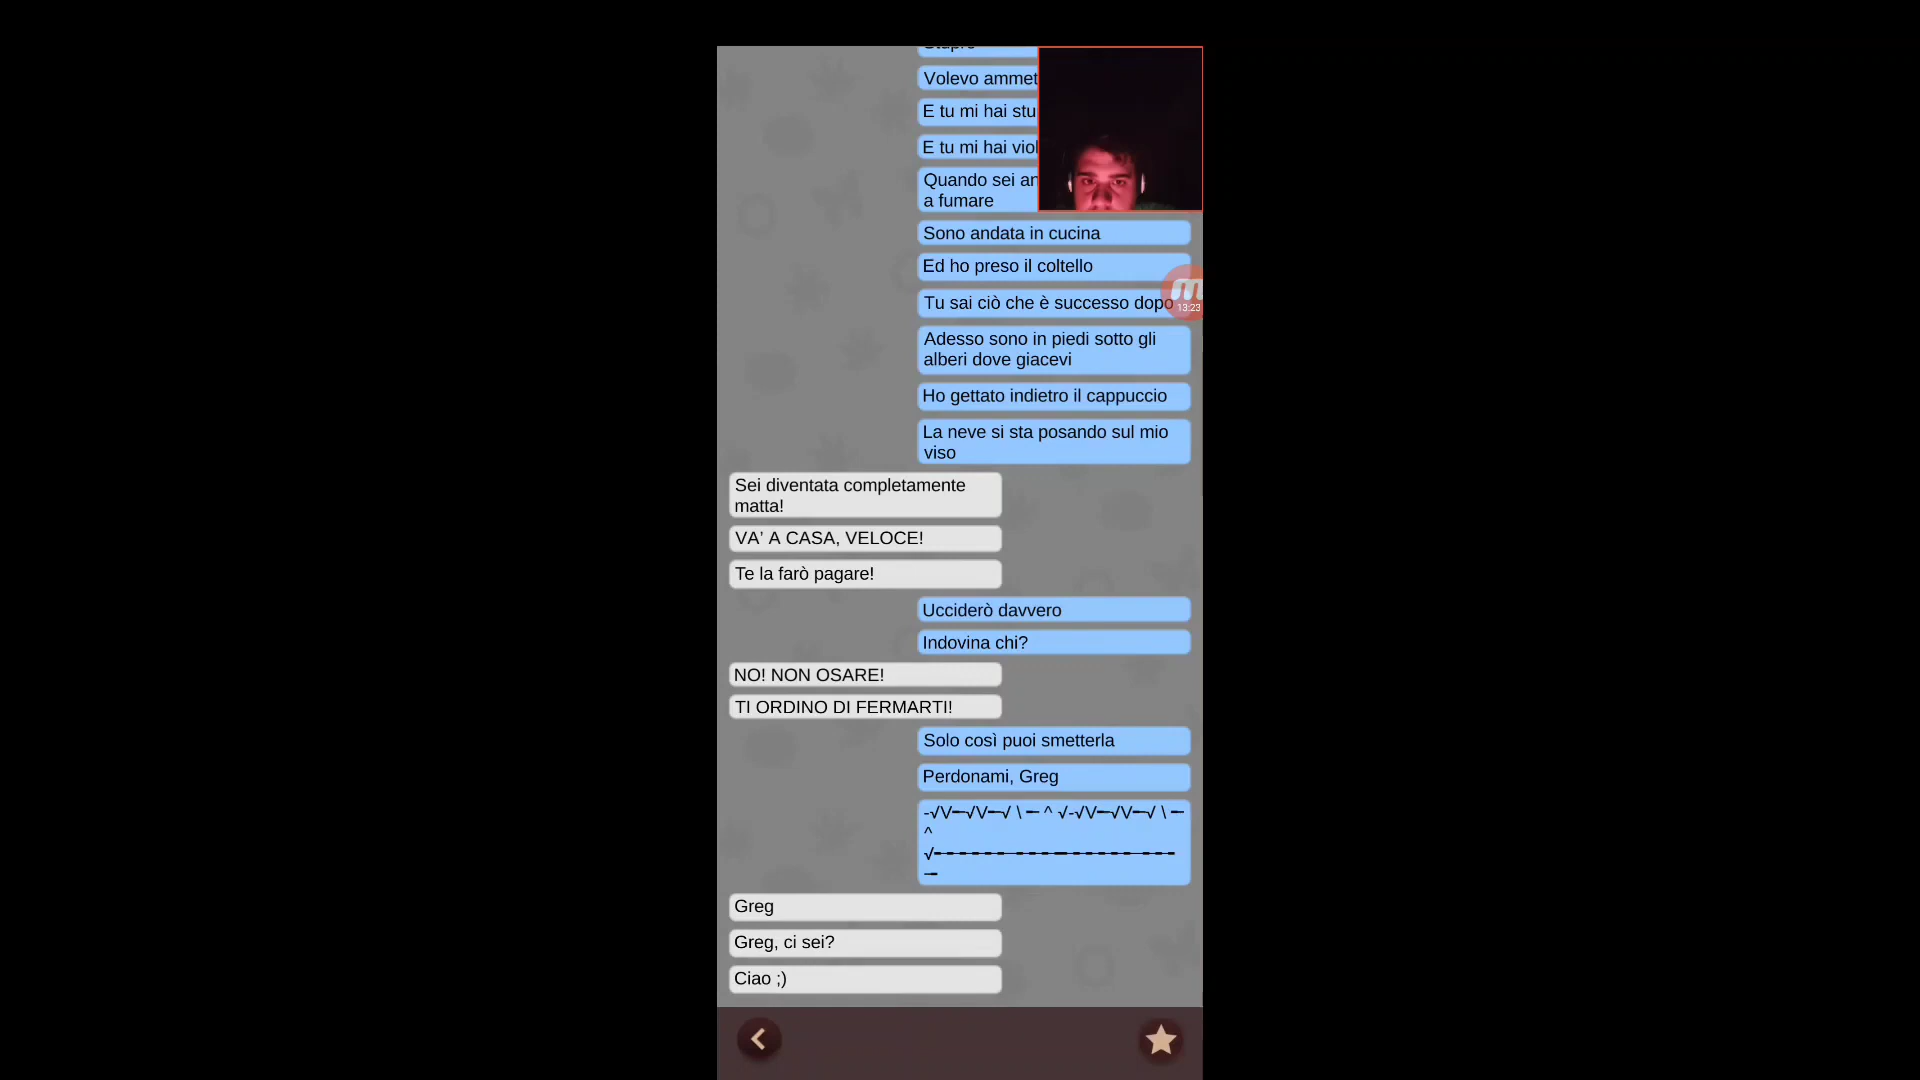 Volevo
E tu mi hai
E tu mi hai
Quando sei
a fumare
Sono andata in cucina
Ed ho preso il coltello
Tu sai ciò che è successo dopo
13:23
Adesso sono in piedi sotto gli
alberi dove giacevi
Ho gettato indietro il cappuccio
La neve si sta posando sul mio
viso
Sei diventata completamente
matta!
VA’ A CASA, VELOCE!
Te la farò pagare!
Ucciderò davvero
Indovina chi?
NO! NON OSARE!
TI ORDINO DI FERMARTI!
Solo così puoi smetterla
Perdonami, Greg
Greg
Greg, ci sei?
Ciao ;)